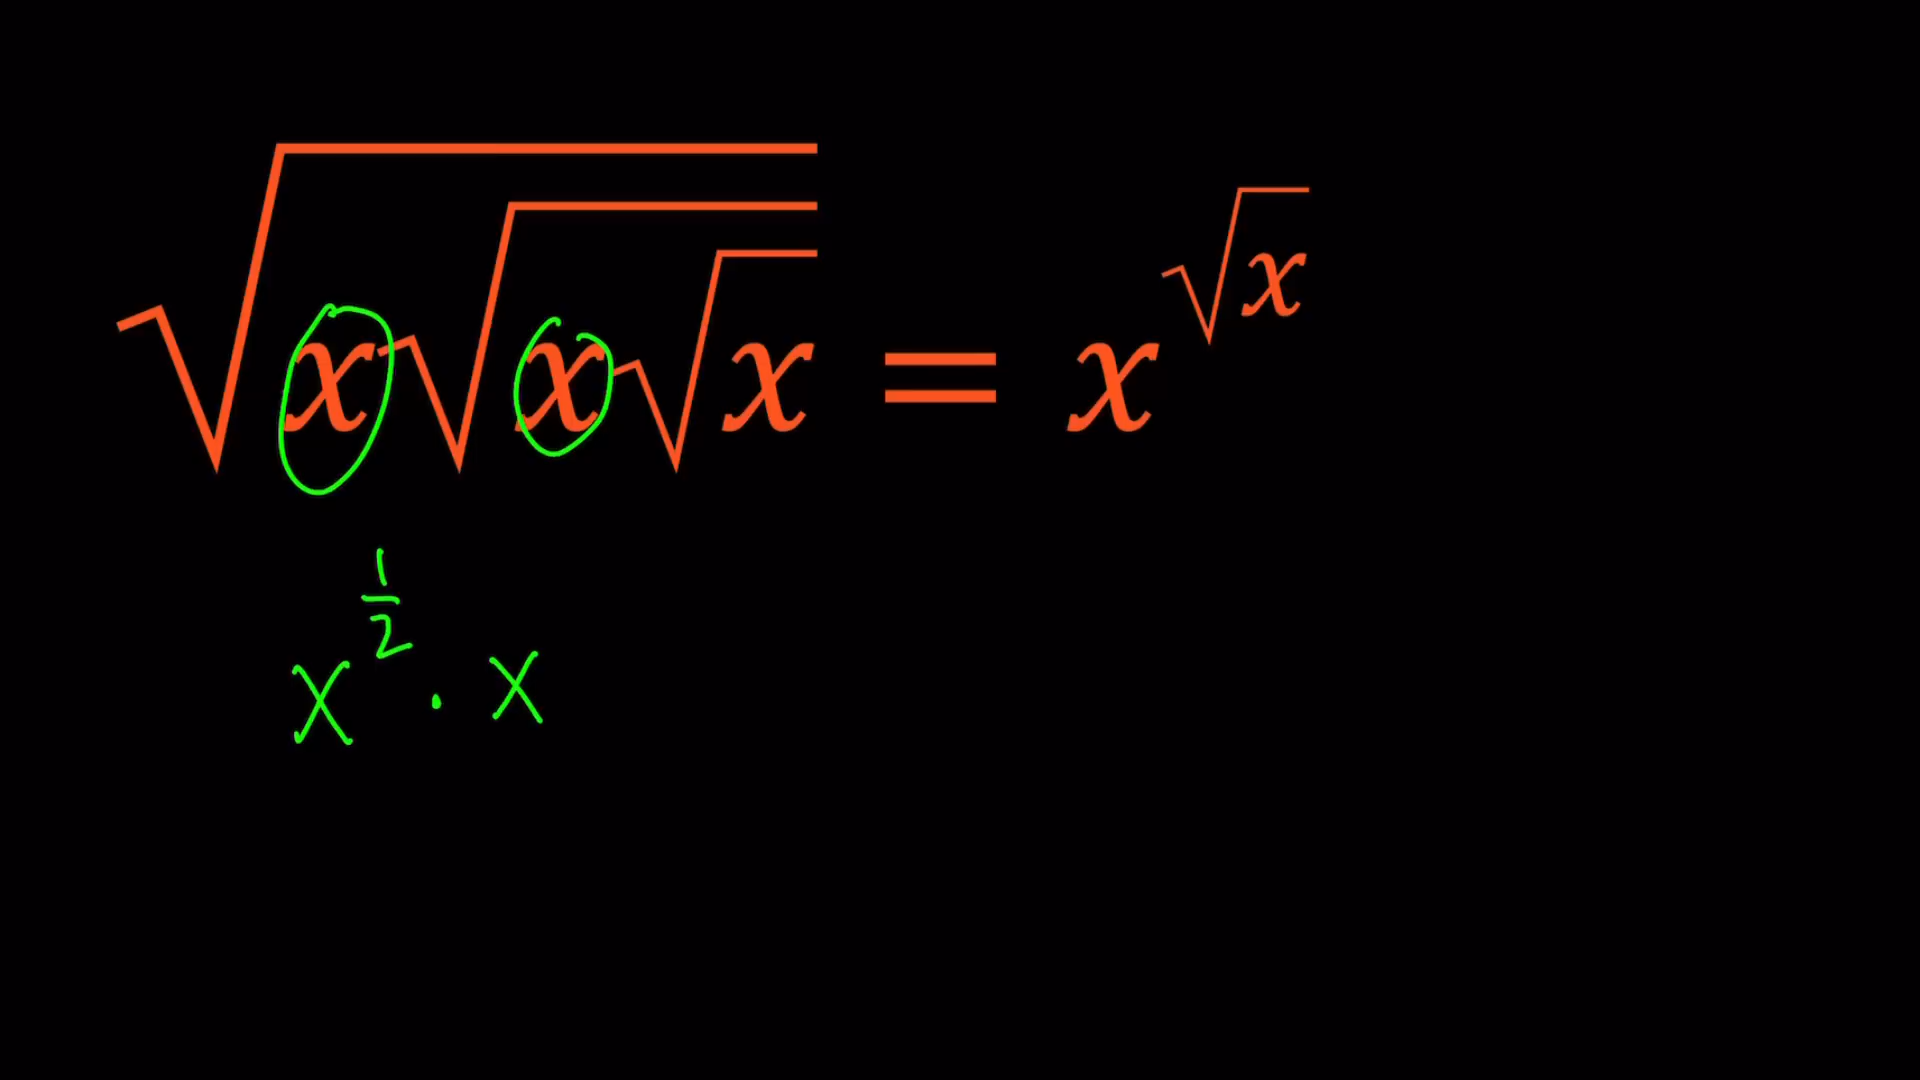 √(x√(x√x)) = x^√x
x^(1/2) · x